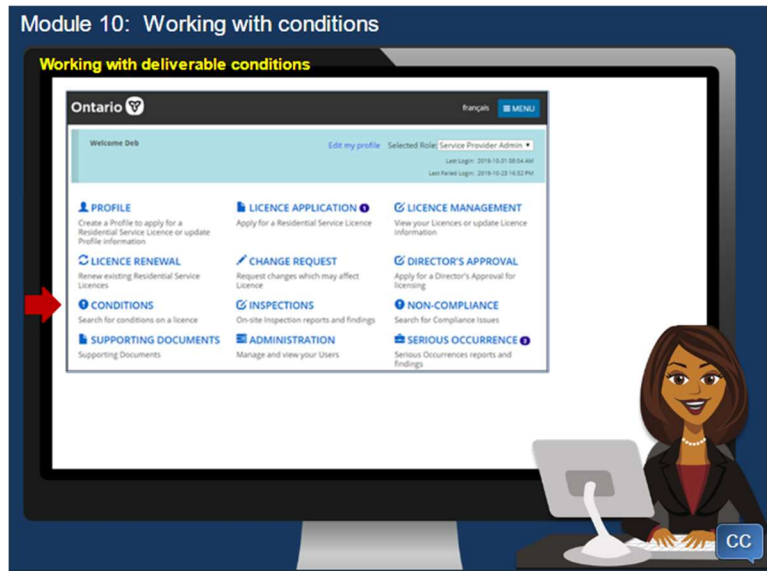 Module 10: Working with conditions
Working with deliverable conditions
Ontario
français
MENU
Welcome Deb
Edit my profile
Selected Role: Service Provider Admin
Last Login: 2019-10-31 08:04 AM
Last Failed Login: 2019-10-23 16:52 PM
PROFILE
Create a Profile to apply for a
Residential Service Licence or update
Profile information
LICENCE APPLICATION
Apply for a Residential Service Licence
LICENCE MANAGEMENT
View your Licences or update Licence
information
LICENCE RENEWAL
Renew existing Residential Service
Licences
CHANGE REQUEST
Request changes which may affect
Licence
DIRECTOR'S APPROVAL
Apply for a Director's Approval for
licensing
CONDITIONS
Search for conditions on a licence
INSPECTIONS
On-site Inspection reports and findings
NON-COMPLIANCE
Search for Compliance Issues
SUPPORTING DOCUMENTS
Supporting Documents
ADMINISTRATION
Manage and view your Users
SERIOUS OCCURRENCE
Serious Occurrences reports and
findings
CC